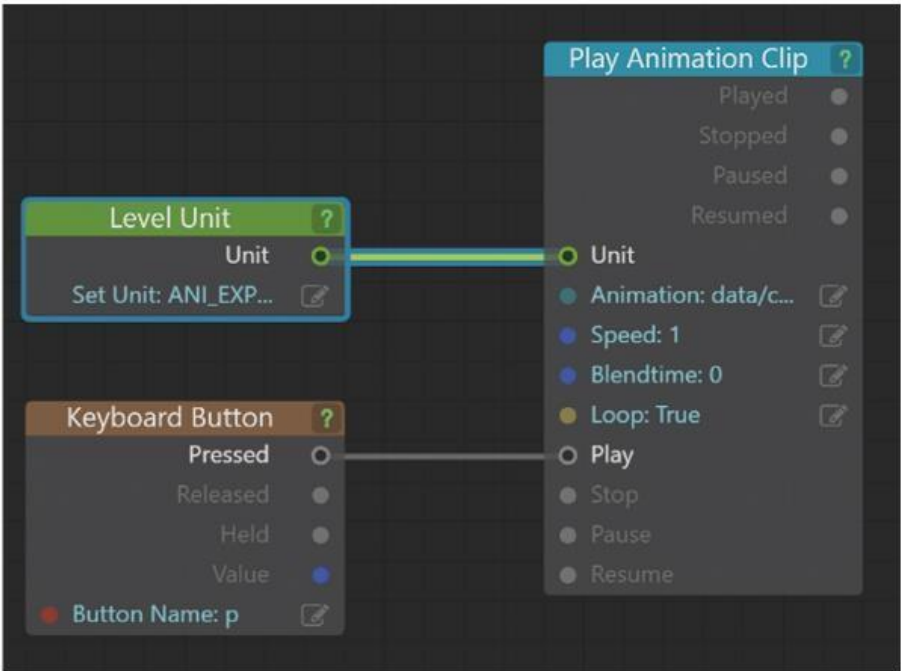 Play Animation Clip ?
Played
Stopped
Paused
Resumed
Unit
Animation: data/c...
Speed: 1
Blendtime: 0
Loop: True
Play
Stop
Pause
Resume
Level Unit ?
Unit
Set Unit: ANI_EXP...
Keyboard Button ?
Pressed
Released
Held
Value
Button Name: p